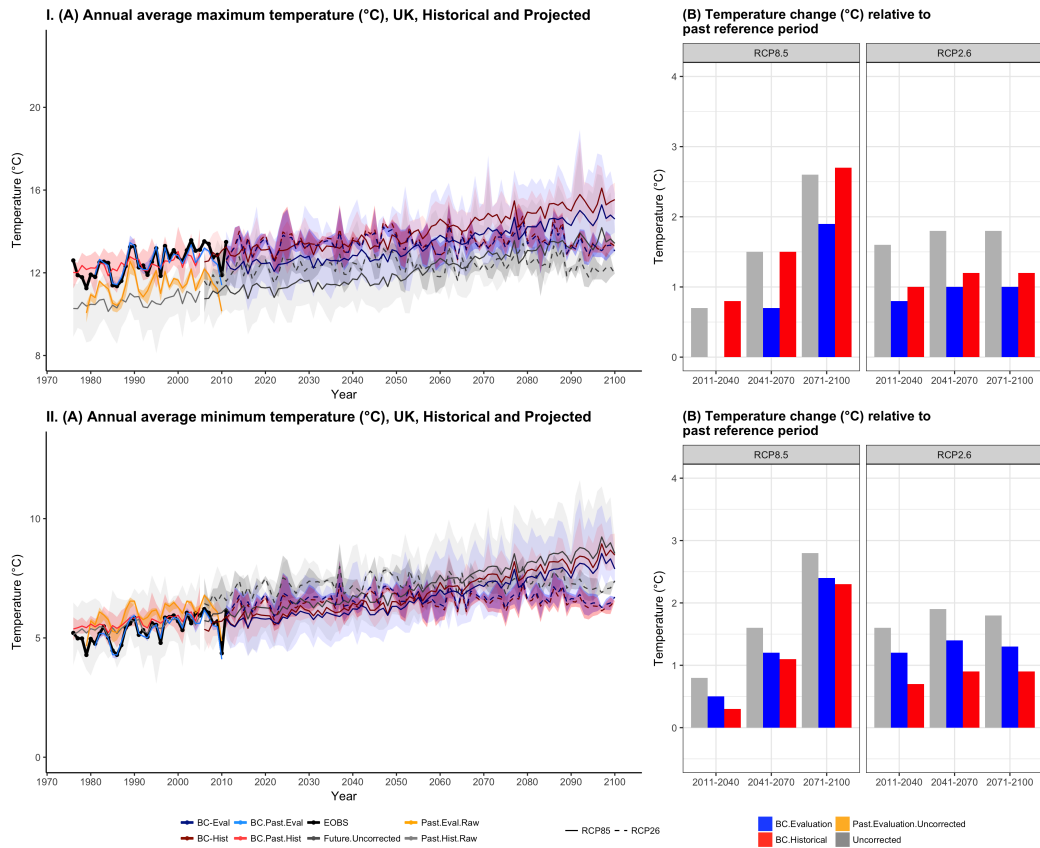 I. (A) Annual average maximum temperature (°C), UK, Historical and Projected
(B) Temperature change (°C) relative to
past reference period
RCP8.5
RCP2.6
Temperature (°C)
20
16
12
8
1970 1980 1990 2000 2010 2020 2030 2040 2050 2060 2070 2080 2090 2100
Year
Temperature (°C)
4
3
2
1
0
2011-2040 2041-2070 2071-2100
2011-2040 2041-2070 2071-2100
II. (A) Annual average minimum temperature (°C), UK, Historical and Projected
(B) Temperature change (°C) relative to
past reference period
RCP8.5
RCP2.6
Temperature (°C)
10
5
0
1970 1980 1990 2000 2010 2020 2030 2040 2050 2060 2070 2080 2090 2100
Year
Temperature (°C)
4
3
2
1
0
2011-2040 2041-2070 2071-2100
2011-2040 2041-2070 2071-2100
BC-Eval BC.Past.Eval EOBS Past.Eval.Raw
BC-Hist BC.Past.Hist Future.Uncorrected Past.Hist.Raw
RCP85 RCP26
BC.Evaluation Past.Evaluation.Uncorrected
BC.Historical Uncorrected